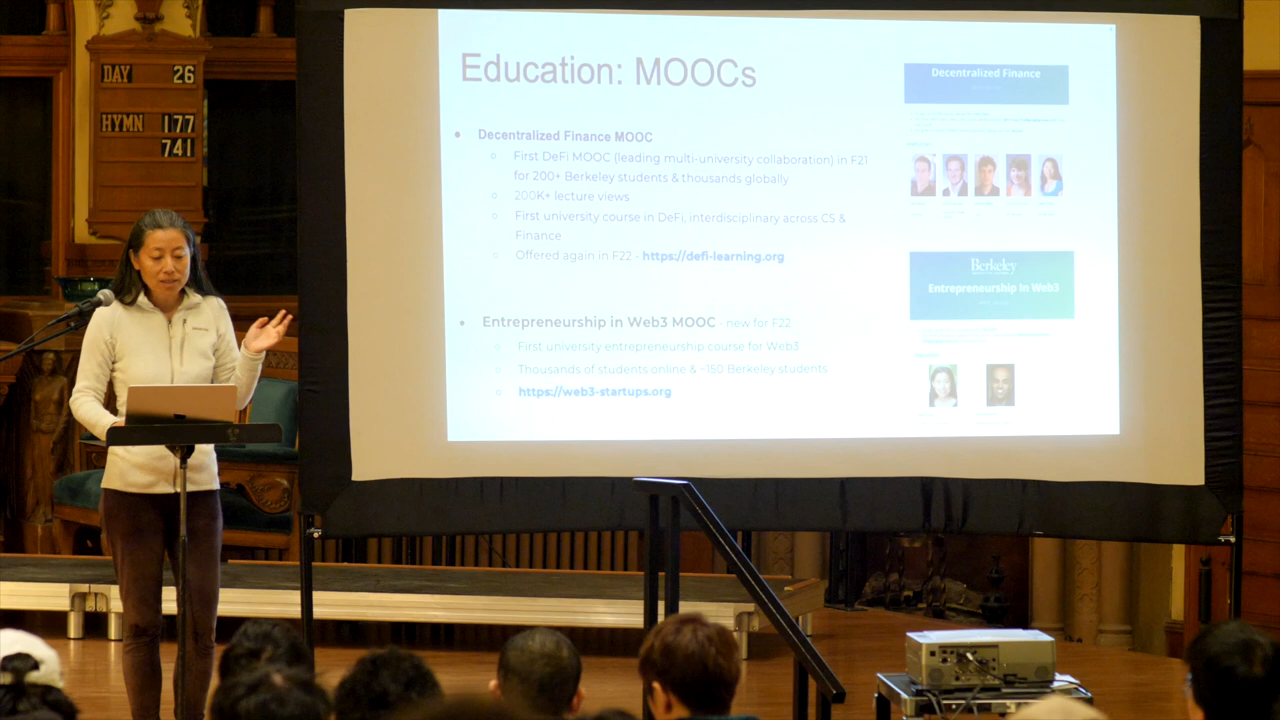 DAY 26
HYMN 177
741
Education: MOOCs
Decentralized Finance MOOC
First DeFi MOOC (leading multi-university collaboration) in F21
for 200+ Berkeley students & thousands globally
200K+ lecture views
First university course in DeFi, interdisciplinary across CS &
Finance
Offered again in F22 - https://defi-learning.org
Entrepreneurship in Web3 MOOC - new for F22
First university entrepreneurship course for Web3
Thousands of students online & ~150 Berkeley students
https://web3-startups.org
Decentralized Finance
Berkeley
Entrepreneurship in Web3